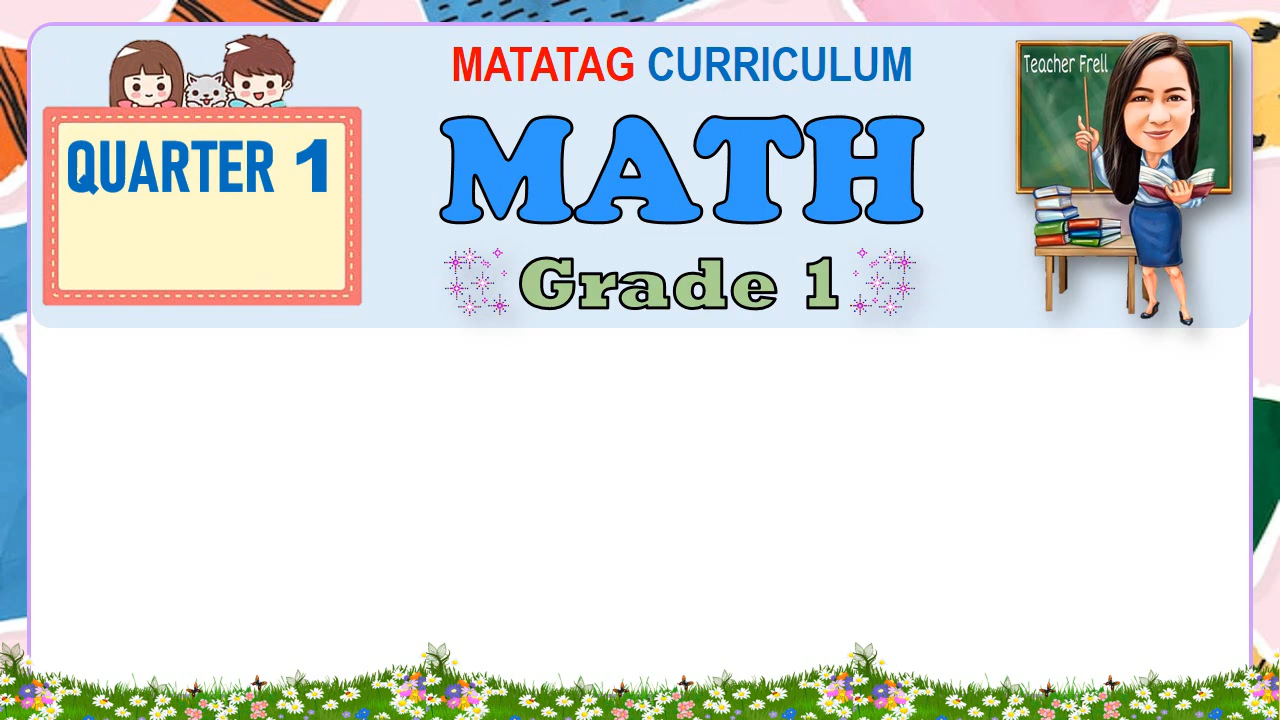 MATATAG CURRICULUM
QUARTER 1
MATH
Grade 1
Teacher Frell